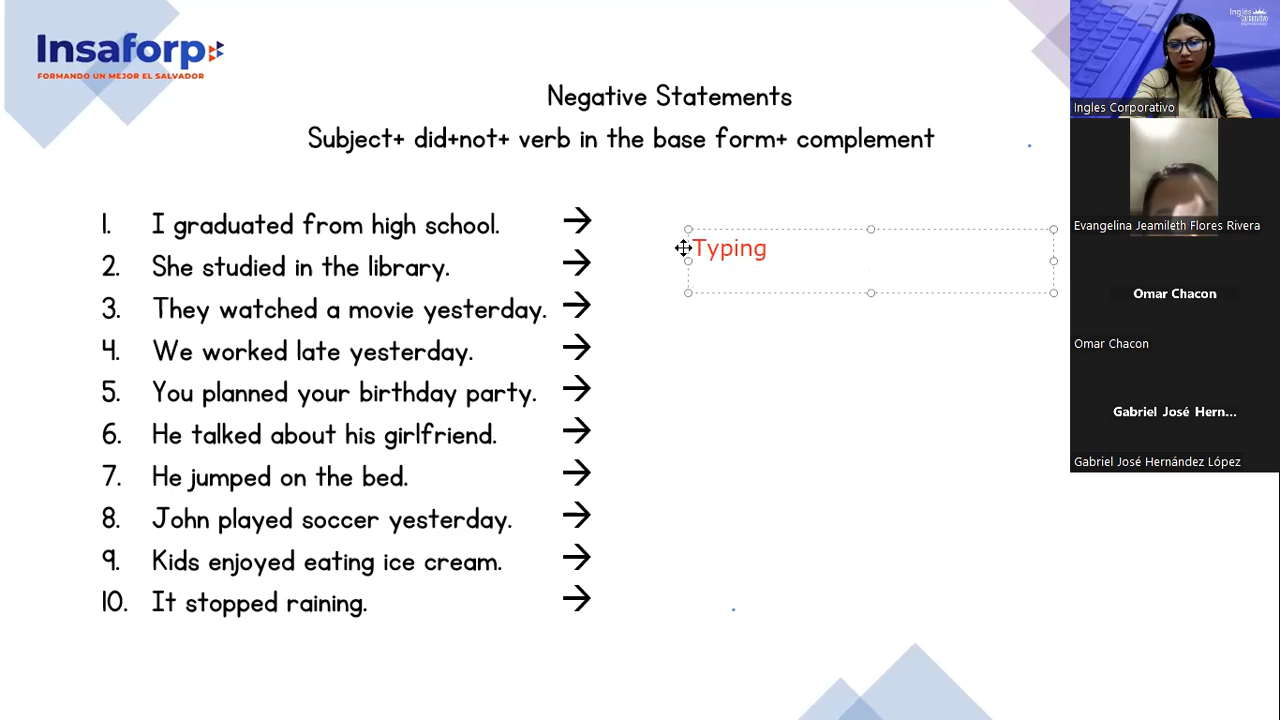 Insaforp
FORMANDO UN MEJOR EL SALVADOR
Negative Statements
Subject+ did+not+ verb in the base form+ complement
1. I graduated from high school. →
2. She studied in the library. →
3. They watched a movie yesterday. →
4. We worked late yesterday. →
5. You planned your birthday party. →
6. He talked about his girlfriend. →
7. He jumped on the bed. →
8. John played soccer yesterday. →
9. Kids enjoyed eating ice cream. →
10. It stopped raining. →
Typing
Ingles
Ingles Corporativo
Evangelina Jeamileth Flores Rivera
Omar Chacon
Omar Chacon
Gabriel José Hern...
Gabriel José Hernández López